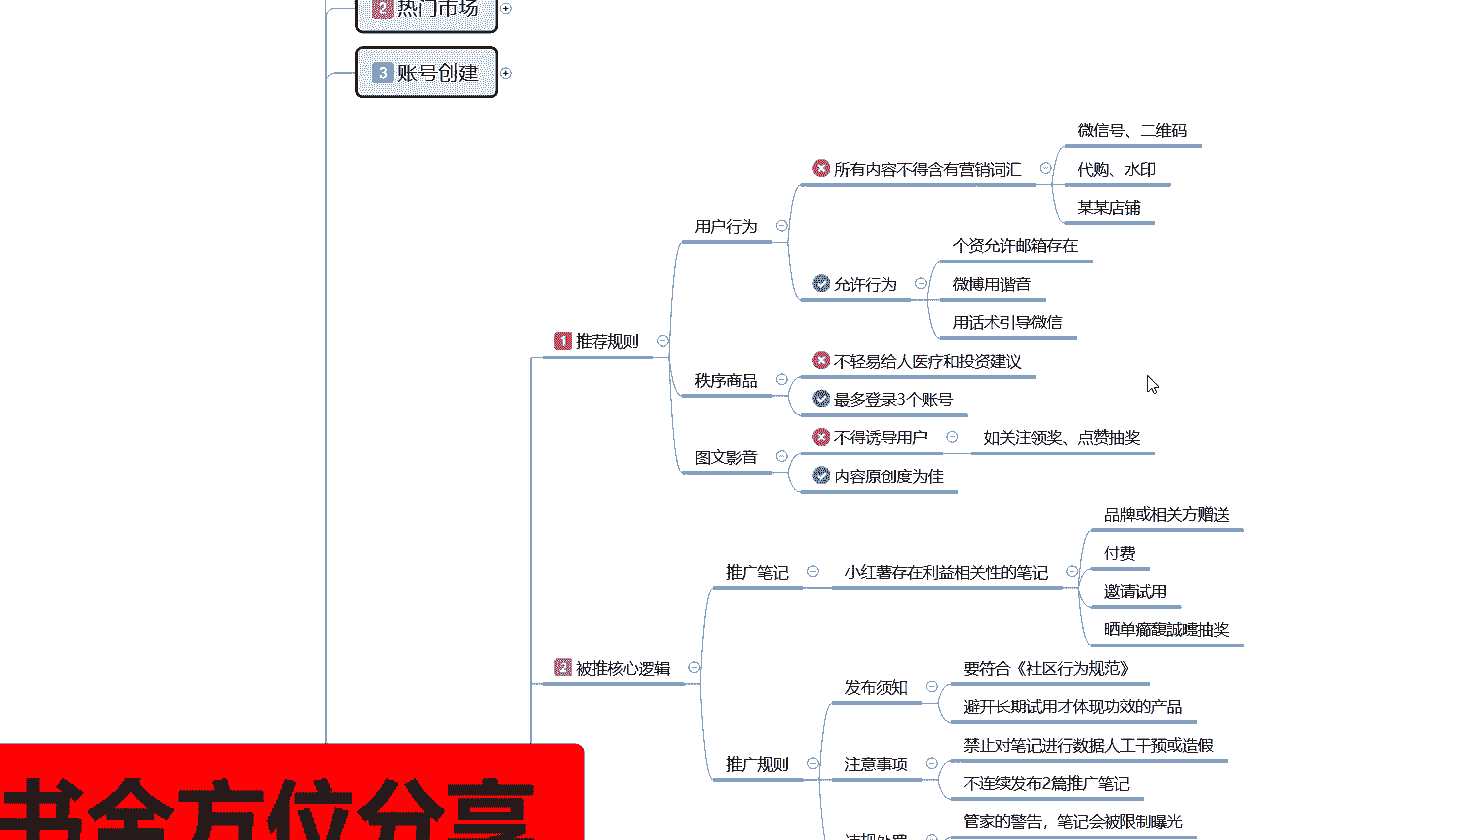 2 热门市场
3 账号创建
1 推荐规则
用户行为
所有内容不得含有营销词汇
微信号、二维码
代购、水印
某某店铺
允许行为
个资允许邮箱存在
微博用谐音
用话术引导微信
秩序商品
不轻易给人医疗和投资建议
最多登录3个账号
图文影音
不得诱导用户
如关注领奖、点赞抽奖
内容原创度为佳
2 被推核心逻辑
推广笔记
小红薯存在利益相关性的笔记
品牌或相关方赠送
付费
邀请试用
晒单抽奖
推广规则
发布须知
要符合《社区行为规范》
避开长期试用才体现功效的产品
注意事项
禁止对笔记进行数据人工干预或造假
不连续发布2篇推广笔记
违规处罚
管家的警告，笔记会被限制曝光
书全方位分享